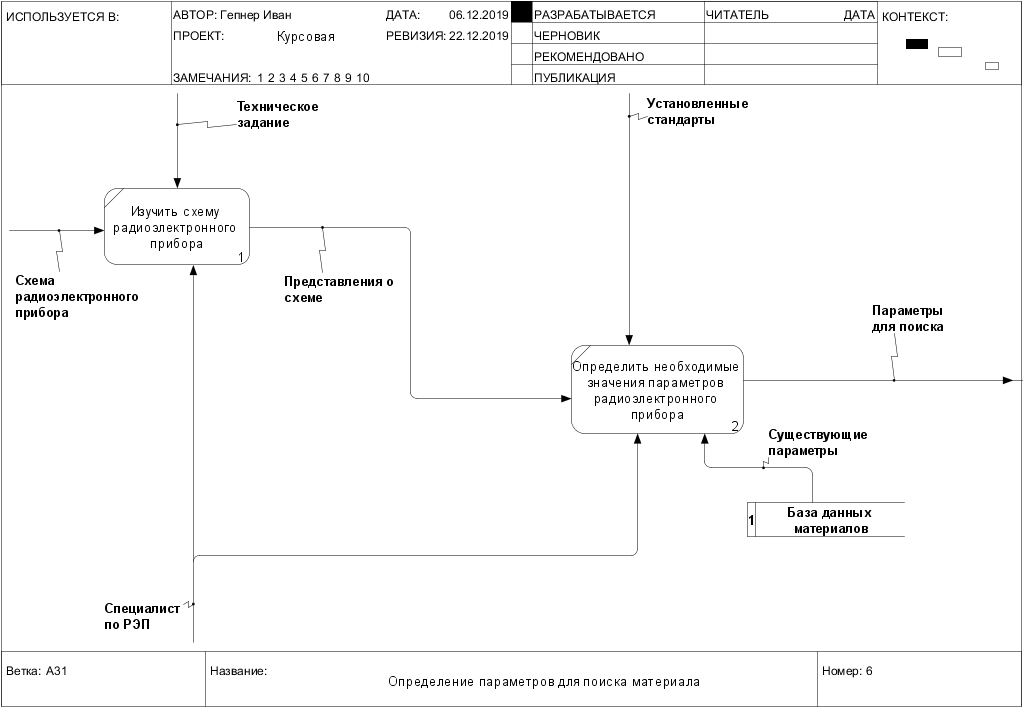 ИСПОЛЬЗУЕТСЯ В:
АВТОР: Гепнер Иван
ДАТА: 06.12.2019
РАЗРАБАТЫВАЕТСЯ
ЧИТАТЕЛЬ
ДАТА
КОНТЕКСТ:
ПРОЕКТ: Курсовая
РЕВИЗИЯ: 22.12.2019
ЧЕРНОВИК
РЕКОМЕНДОВАНО
ЗАМЕЧАНИЯ: 1 2 3 4 5 6 7 8 9 10
ПУБЛИКАЦИЯ
Техническое
задание
Установленные
стандарты
Изучить схему
радиоэлектронного
прибора
1
Схема
радиоэлектронного
прибора
Представления о
схеме
Параметры
для поиска
Определить необходимые
значения параметров
радиоэлектронного
прибора
2
Существующие
параметры
1
База данных
материалов
Специалист
по РЭП
Ветка: A31
Название:
Определение параметров для поиска материала
Номер: 6